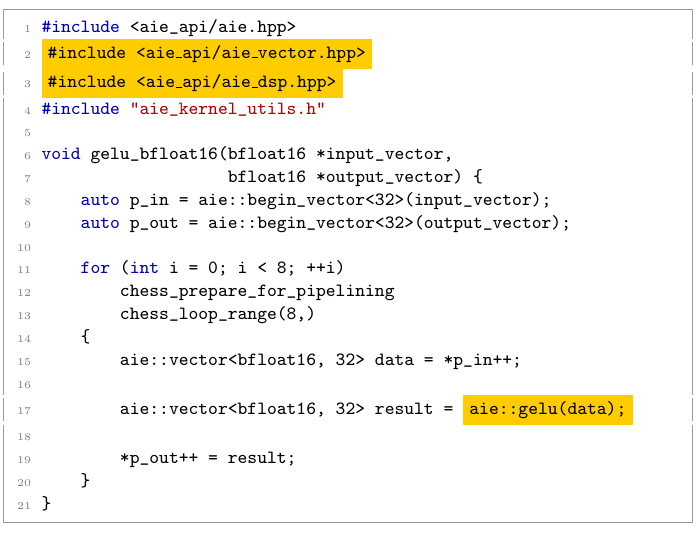 1 #include <aie_api/aie.hpp>
2 #include <aie_api/aie_vector.hpp>
3 #include <aie_api/aie_dsp.hpp>
4 #include "aie_kernel_utils.h"
5
6 void gelu_bfloat16(bfloat16 *input_vector,
7                    bfloat16 *output_vector) {
8     auto p_in = aie::begin_vector<32>(input_vector);
9     auto p_out = aie::begin_vector<32>(output_vector);
10
11     for (int i = 0; i < 8; ++i)
12         chess_prepare_for_pipelining
13         chess_loop_range(8,)
14     {
15         aie::vector<bfloat16, 32> data = *p_in++;
16
17         aie::vector<bfloat16, 32> result = aie::gelu(data);
18
19         *p_out++ = result;
20     }
21 }